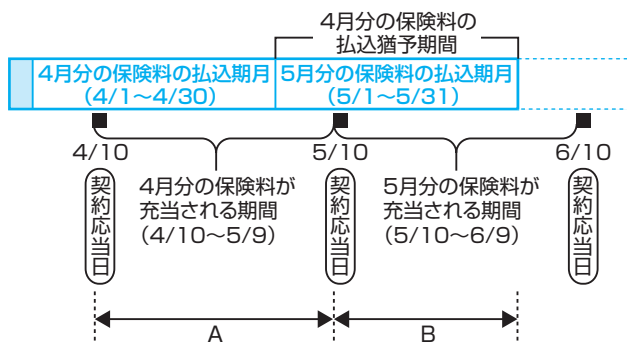 4月分の保険料の
払込猶予期間
4月分の保険料の払込期月
(4/1〜4/30)
5月分の保険料の払込期月
(5/1〜5/31)
4/10
5/10
6/10
契約応当日
4月分の保険料が
充当される期間
(4/10〜5/9)
契約応当日
5月分の保険料が
充当される期間
(5/10〜6/9)
契約応当日
A
B